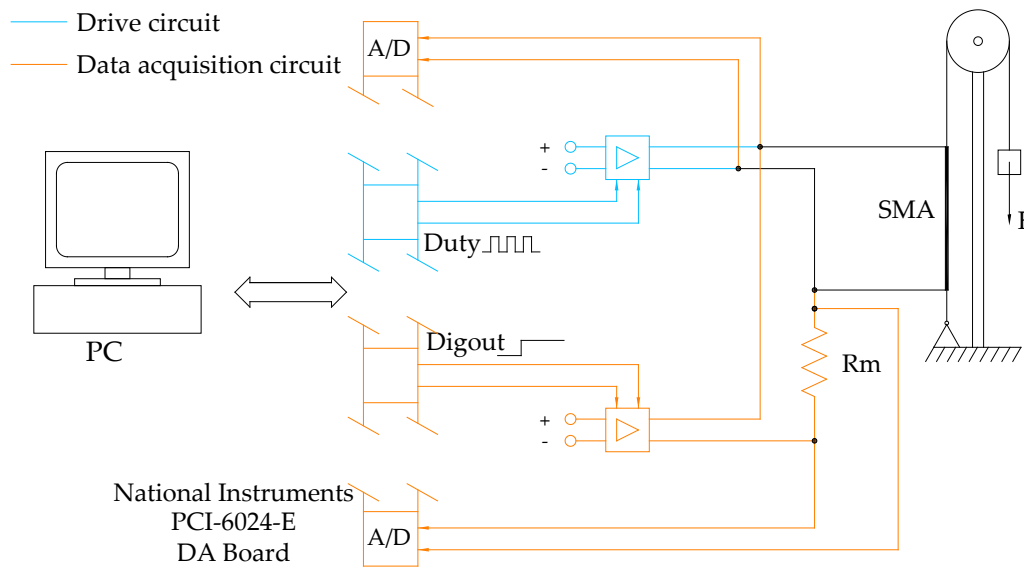 Drive circuit
Data acquisition circuit
A/D
+
-
SMA
F
Duty
PC
Digout
Rm
+
-
National Instruments
PCI-6024-E
DA Board
A/D